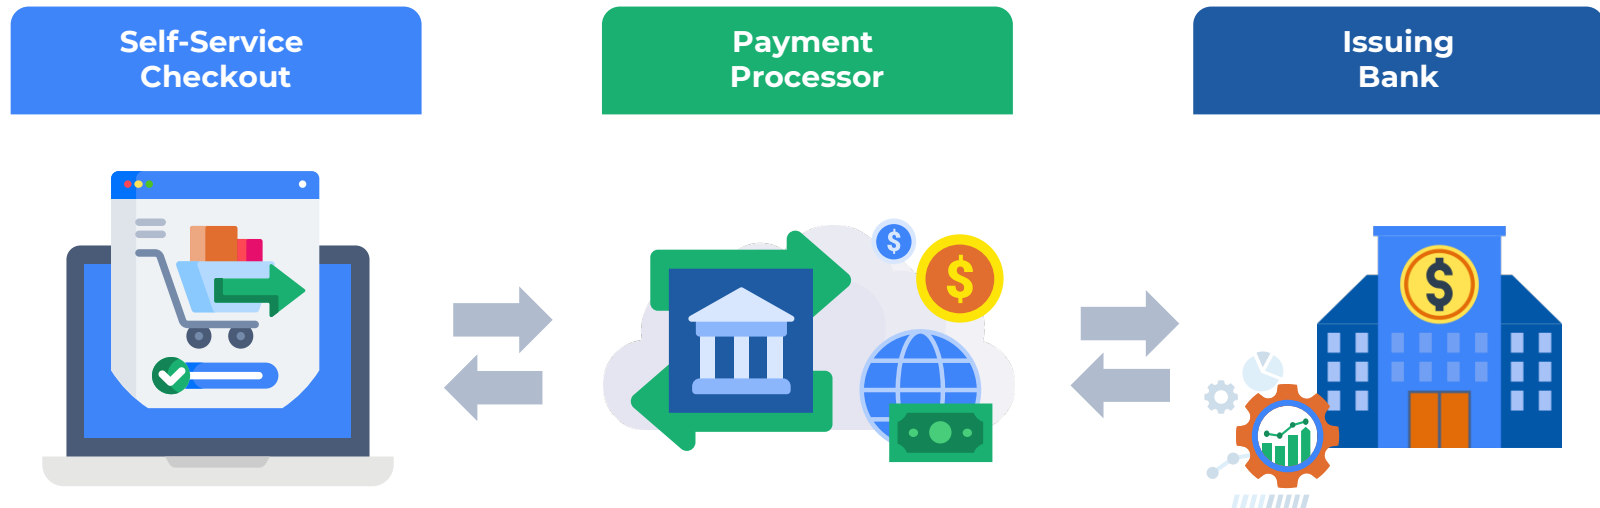 Self-Service
Checkout
Payment
Processor
Issuing
Bank
$
$
$